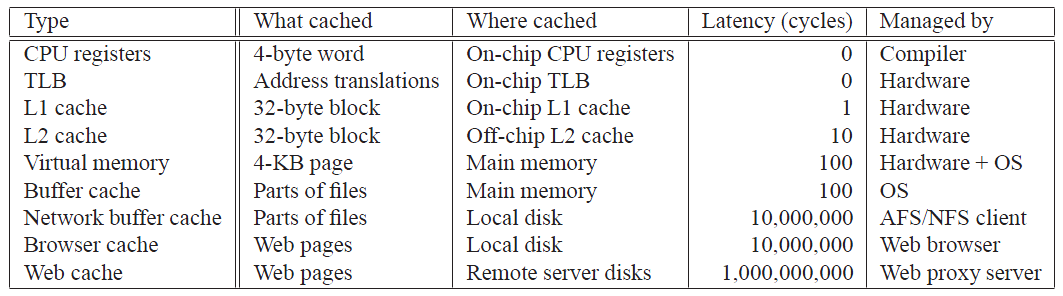 Type What cached Where cached Latency (cycles) Managed by
CPU registers 4-byte word On-chip CPU registers 0 Compiler
TLB Address translations On-chip TLB 0 Hardware
L1 cache 32-byte block On-chip L1 cache 1 Hardware
L2 cache 32-byte block Off-chip L2 cache 10 Hardware
Virtual memory 4-KB page Main memory 100 Hardware + OS
Buffer cache Parts of files Main memory 100 OS
Network buffer cache Parts of files Local disk 10,000,000 AFS/NFS client
Browser cache Web pages Local disk 10,000,000 Web browser
Web cache Web pages Remote server disks 1,000,000,000 Web proxy server